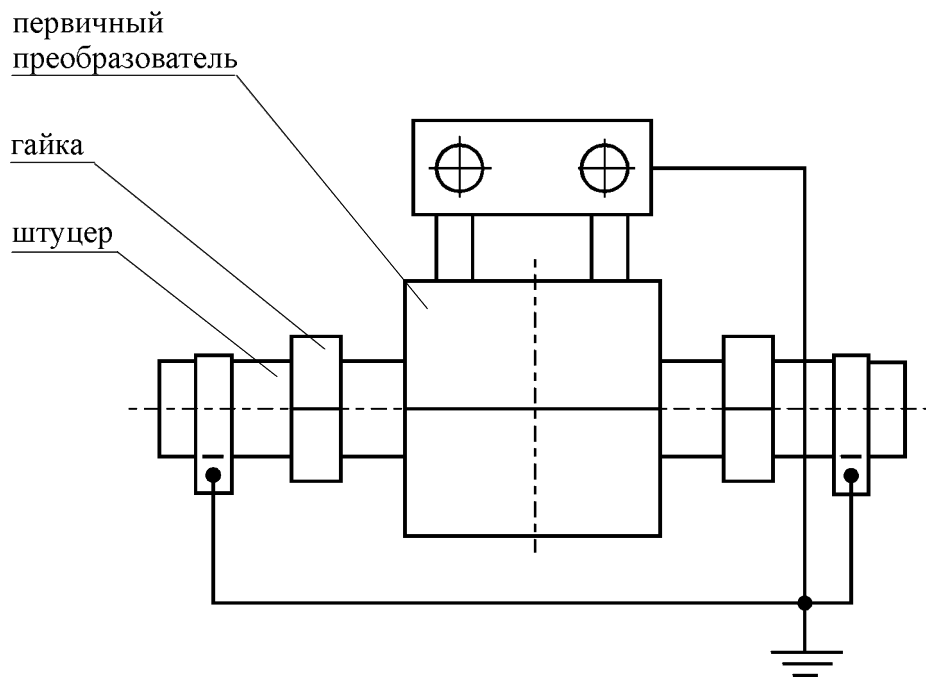 первичный
преобразователь
гайка
штуцер